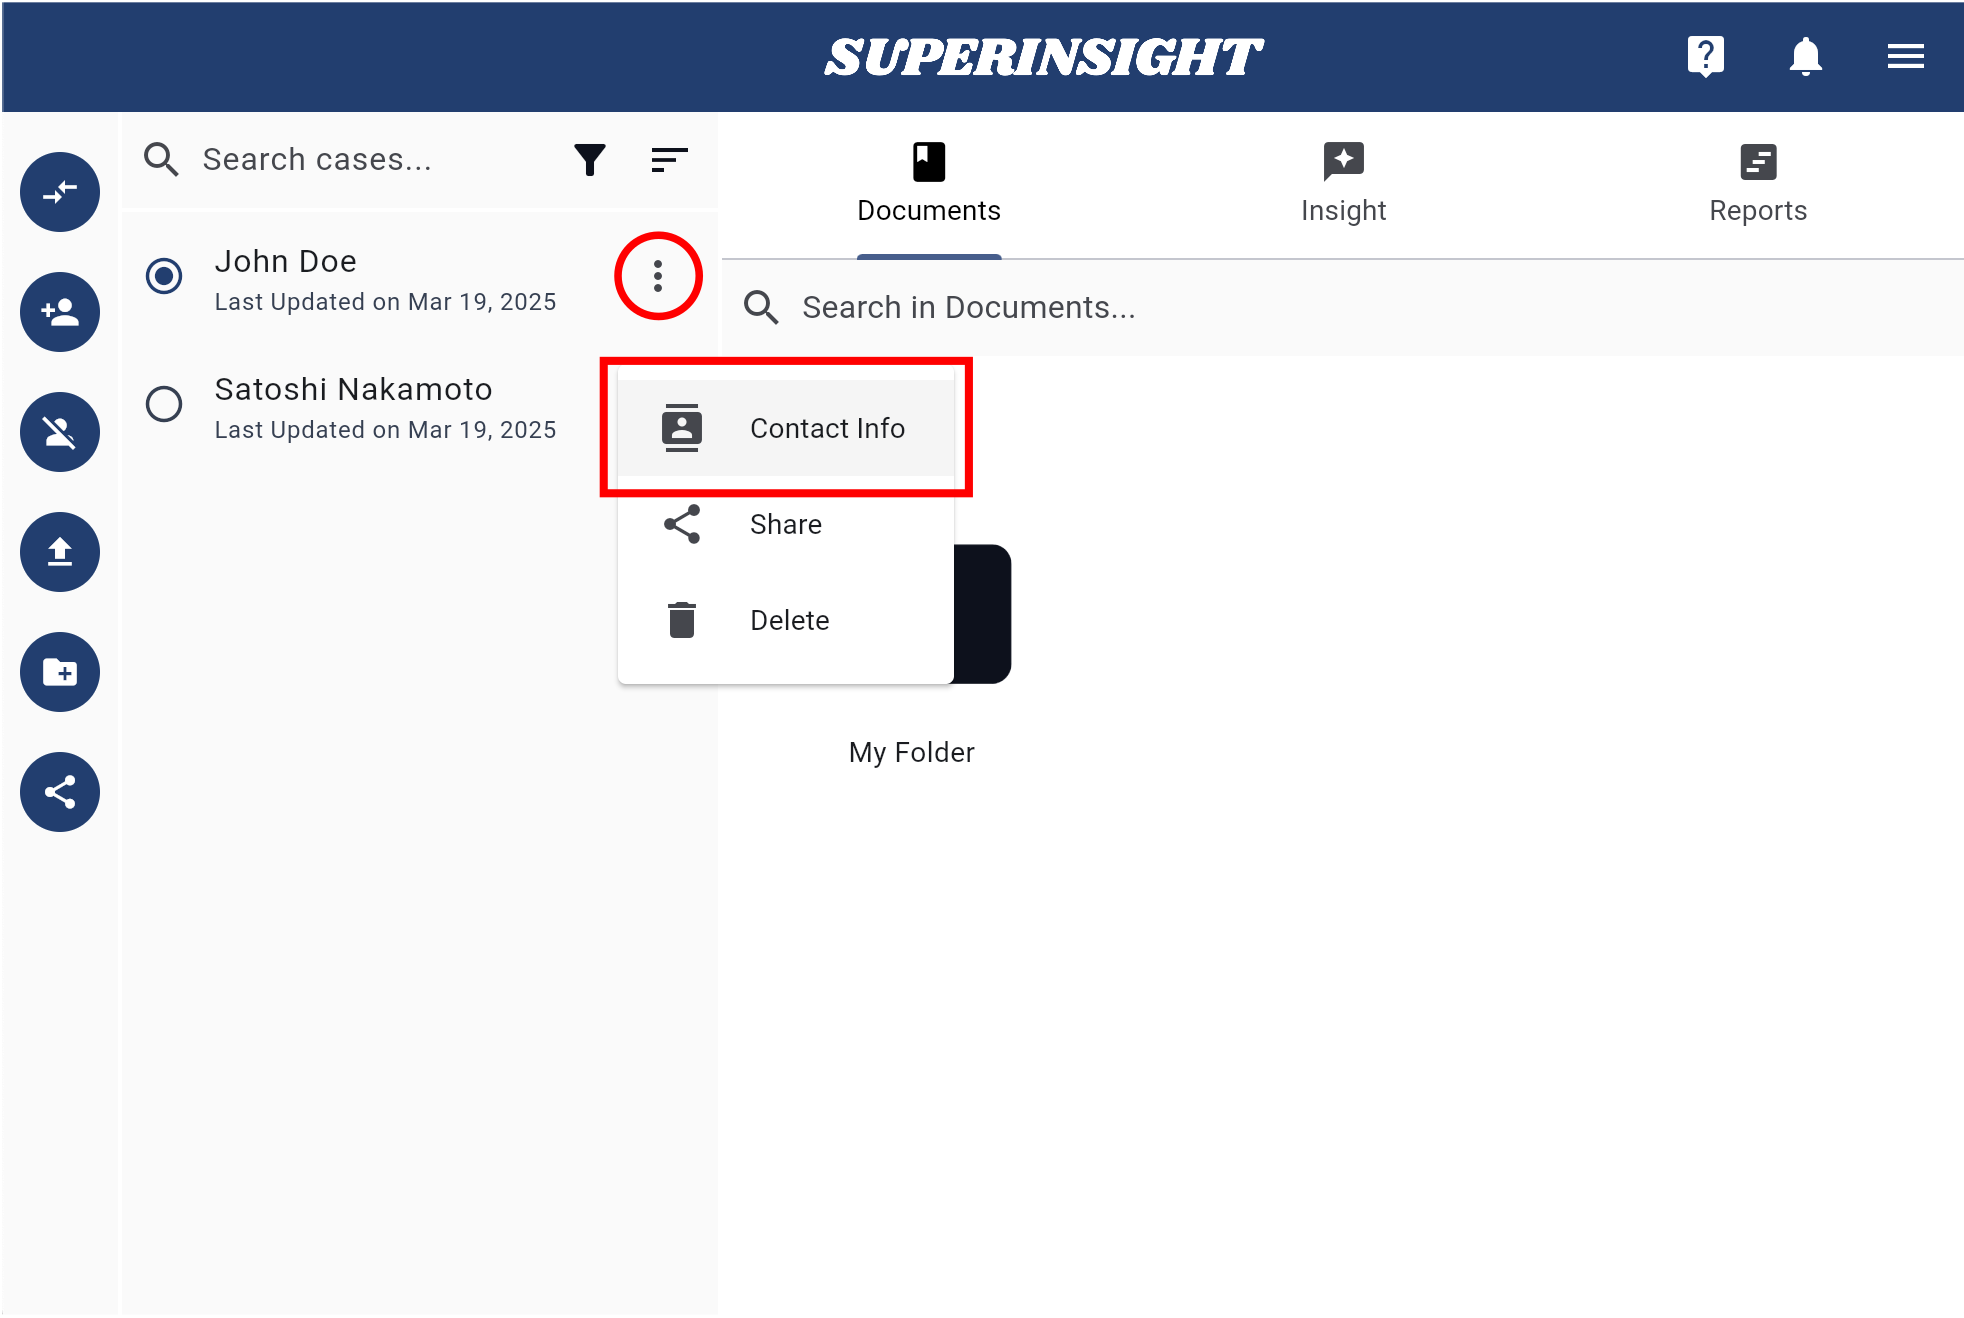 SUPERINSIGHT
Search cases...
John Doe
Last Updated on Mar 19, 2025
Satoshi Nakamoto
Last Updated on Mar 19, 2025
Documents
Insight
Reports
Search in Documents...
Contact Info
Share
Delete
My Folder